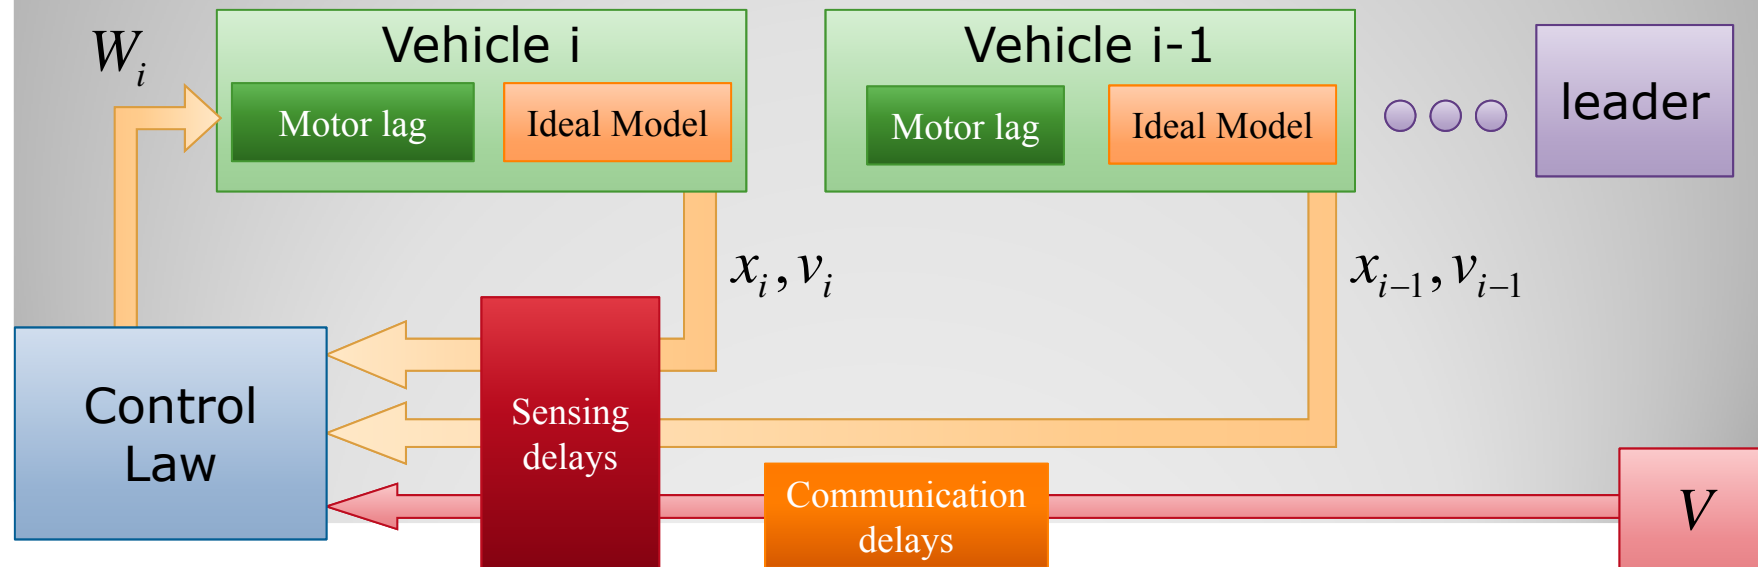 W_i
Vehicle i
Motor lag
Ideal Model
Vehicle i-1
Motor lag
Ideal Model
leader
x_i, v_i
x_{i-1}, v_{i-1}
Control
Law
Sensing
delays
Communication
delays
V